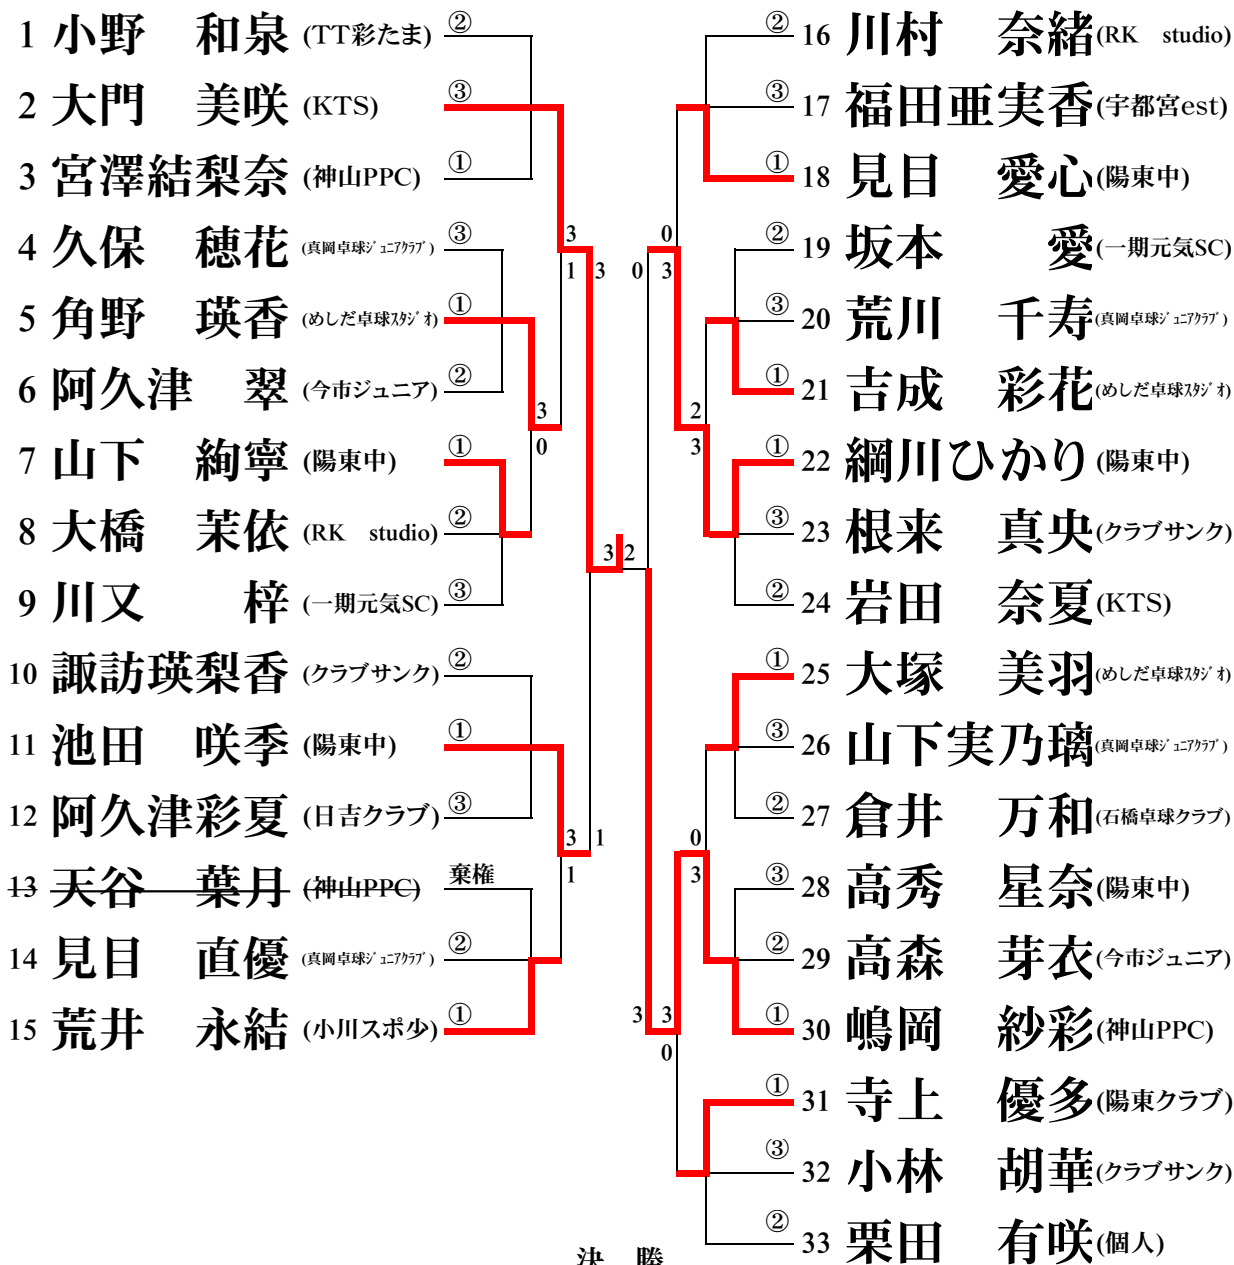 1 小野　和泉 (TT彩たま) ②
2 大門　美咲 (KTS) ③
3 宮澤結梨奈 (神山PPC) ①
4 久保　穂花 (真岡卓球ｼﾞｭﾆｱｸﾗﾌﾞ) ③
5 角野　瑛香 (めしだ卓球ｽﾀｼﾞｵ) ①
6 阿久津　翠 (今市ジュニア) ②
7 山下　絢寧 (陽東中) ①
8 大橋　茉依 (RK　studio) ②
9 川又　　梓 (一期元気SC) ③
10 諏訪瑛梨香 (クラブサンク) ②
11 池田　咲季 (陽東中) ①
12 阿久津彩夏 (日吉クラブ) ③
13 天谷　葉月 (神山PPC) 棄権
14 見目　直優 (真岡卓球ｼﾞｭﾆｱｸﾗﾌﾞ) ②
15 荒井　永結 (小川スポ少) ①
3
1
3
3
0
3
1
1
3 2
② 16 川村　奈緒 (RK　studio)
③ 17 福田亜実香 (宇都宮est)
① 18 見目　愛心 (陽東中)
② 19 坂本　　愛 (一期元気SC)
③ 20 荒川　千寿 (真岡卓球ｼﾞｭﾆｱｸﾗﾌﾞ)
① 21 吉成　彩花 (めしだ卓球ｽﾀｼﾞｵ)
① 22 綱川ひかり (陽東中)
③ 23 根来　真央 (クラブサンク)
② 24 岩田　奈夏 (KTS)
① 25 大塚　美羽 (めしだ卓球ｽﾀｼﾞｵ)
③ 26 山下実乃璃 (真岡卓球ｼﾞｭﾆｱｸﾗﾌﾞ)
② 27 倉井　万和 (石橋卓球クラブ)
③ 28 高秀　星奈 (陽東中)
② 29 高森　芽衣 (今市ジュニア)
① 30 嶋岡　紗彩 (神山PPC)
① 31 寺上　優多 (陽東クラブ)
③ 32 小林　胡華 (クラブサンク)
② 33 栗田　有咲 (個人)
0
0 3
2
3
0
3
3 3
0
決　勝